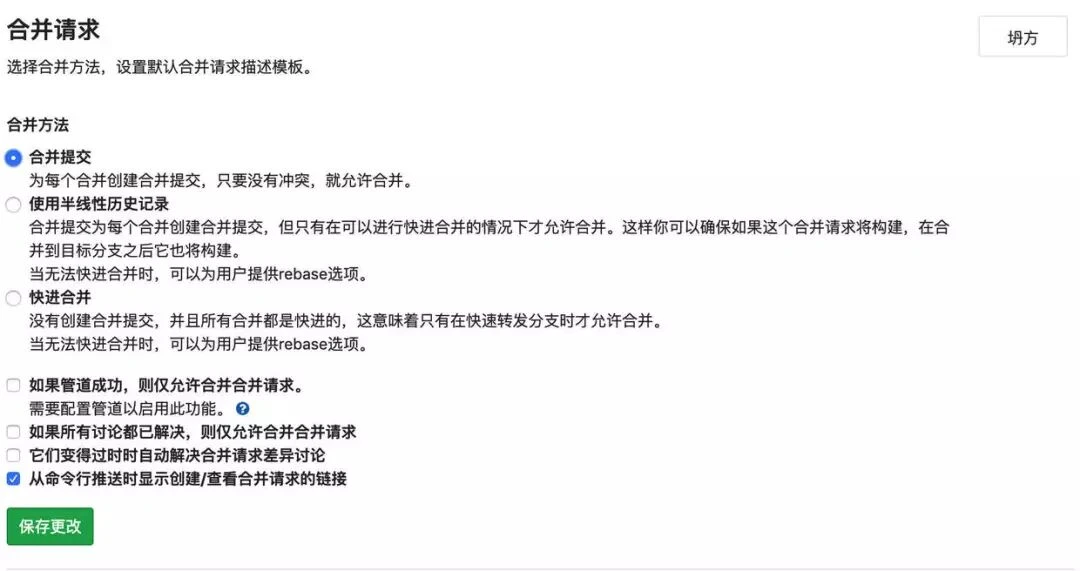 合并请求
坍方
选择合并方法，设置默认合并请求描述模板。
合并方法
合并提交
为每个合并创建合并提交，只要没有冲突，就允许合并。
使用半线性历史记录
合并提交为每个合并创建合并提交，但只有在可以进行快进合并的情况下才允许合并。这样你可以确保如果这个合并请求将构建，在合
并到目标分支之后它也将构建。
当无法快进合并时，可以为用户提供rebase选项。
快进合并
没有创建合并提交，并且所有合并都是快进的，这意味着只有在快速转发分支时才允许合并。
当无法快进合并时，可以为用户提供rebase选项。
如果管道成功，则仅允许合并合并请求。
需要配置管道以启用此功能。 ?
如果所有讨论都已解决，则仅允许合并合并请求
它们变得过时时自动解决合并请求差异讨论
从命令行推送时显示创建/查看合并请求的链接
保存更改